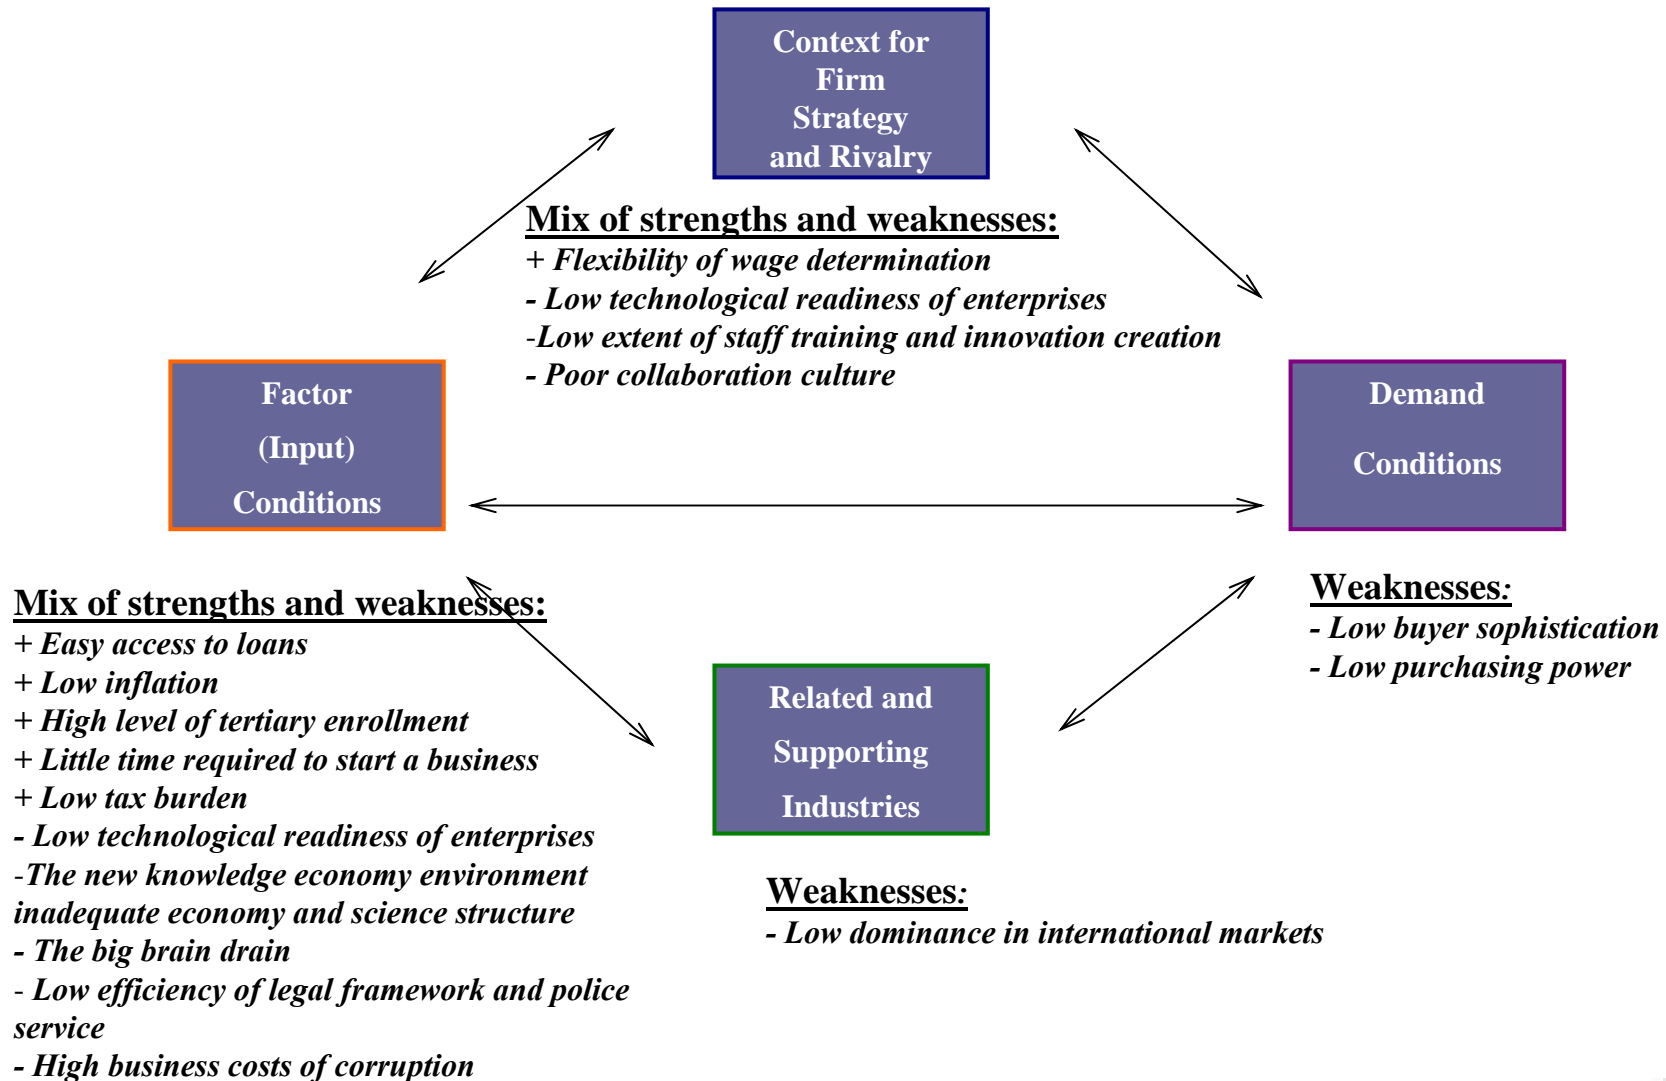 Context for
Firm
Strategy
and Rivalry
Mix of strengths and weaknesses:
+ Flexibility of wage determination
- Low technological readiness of enterprises
-Low extent of staff training and innovation creation
- Poor collaboration culture
Factor
(Input)
Conditions
Demand
Conditions
Mix of strengths and weaknesses:
+ Easy access to loans
+ Low inflation
+ High level of tertiary enrollment
+ Little time required to start a business
+ Low tax burden
- Low technological readiness of enterprises
-The new knowledge economy environment
inadequate economy and science structure
- The big brain drain
- Low efficiency of legal framework and police
service
- High business costs of corruption
Weaknesses:
- Low buyer sophistication
- Low purchasing power
Related and
Supporting
Industries
Weaknesses:
- Low dominance in international markets